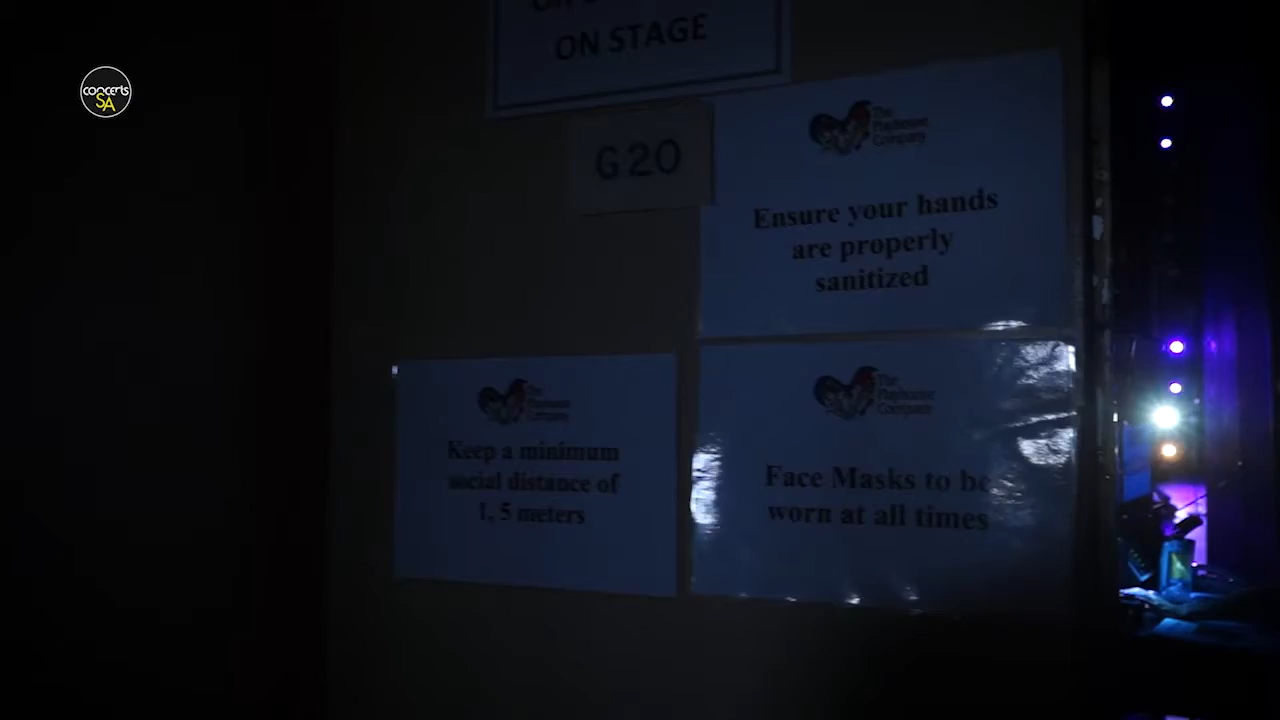 concerts
SA
ON STAGE
G20
The
Playhouse
Company
Ensure your hands
are properly
sanitized
The
Playhouse
Company
Keep a minimum
social distance of
1, 5 meters
The
Playhouse
Company
Face Masks to be
worn at all times